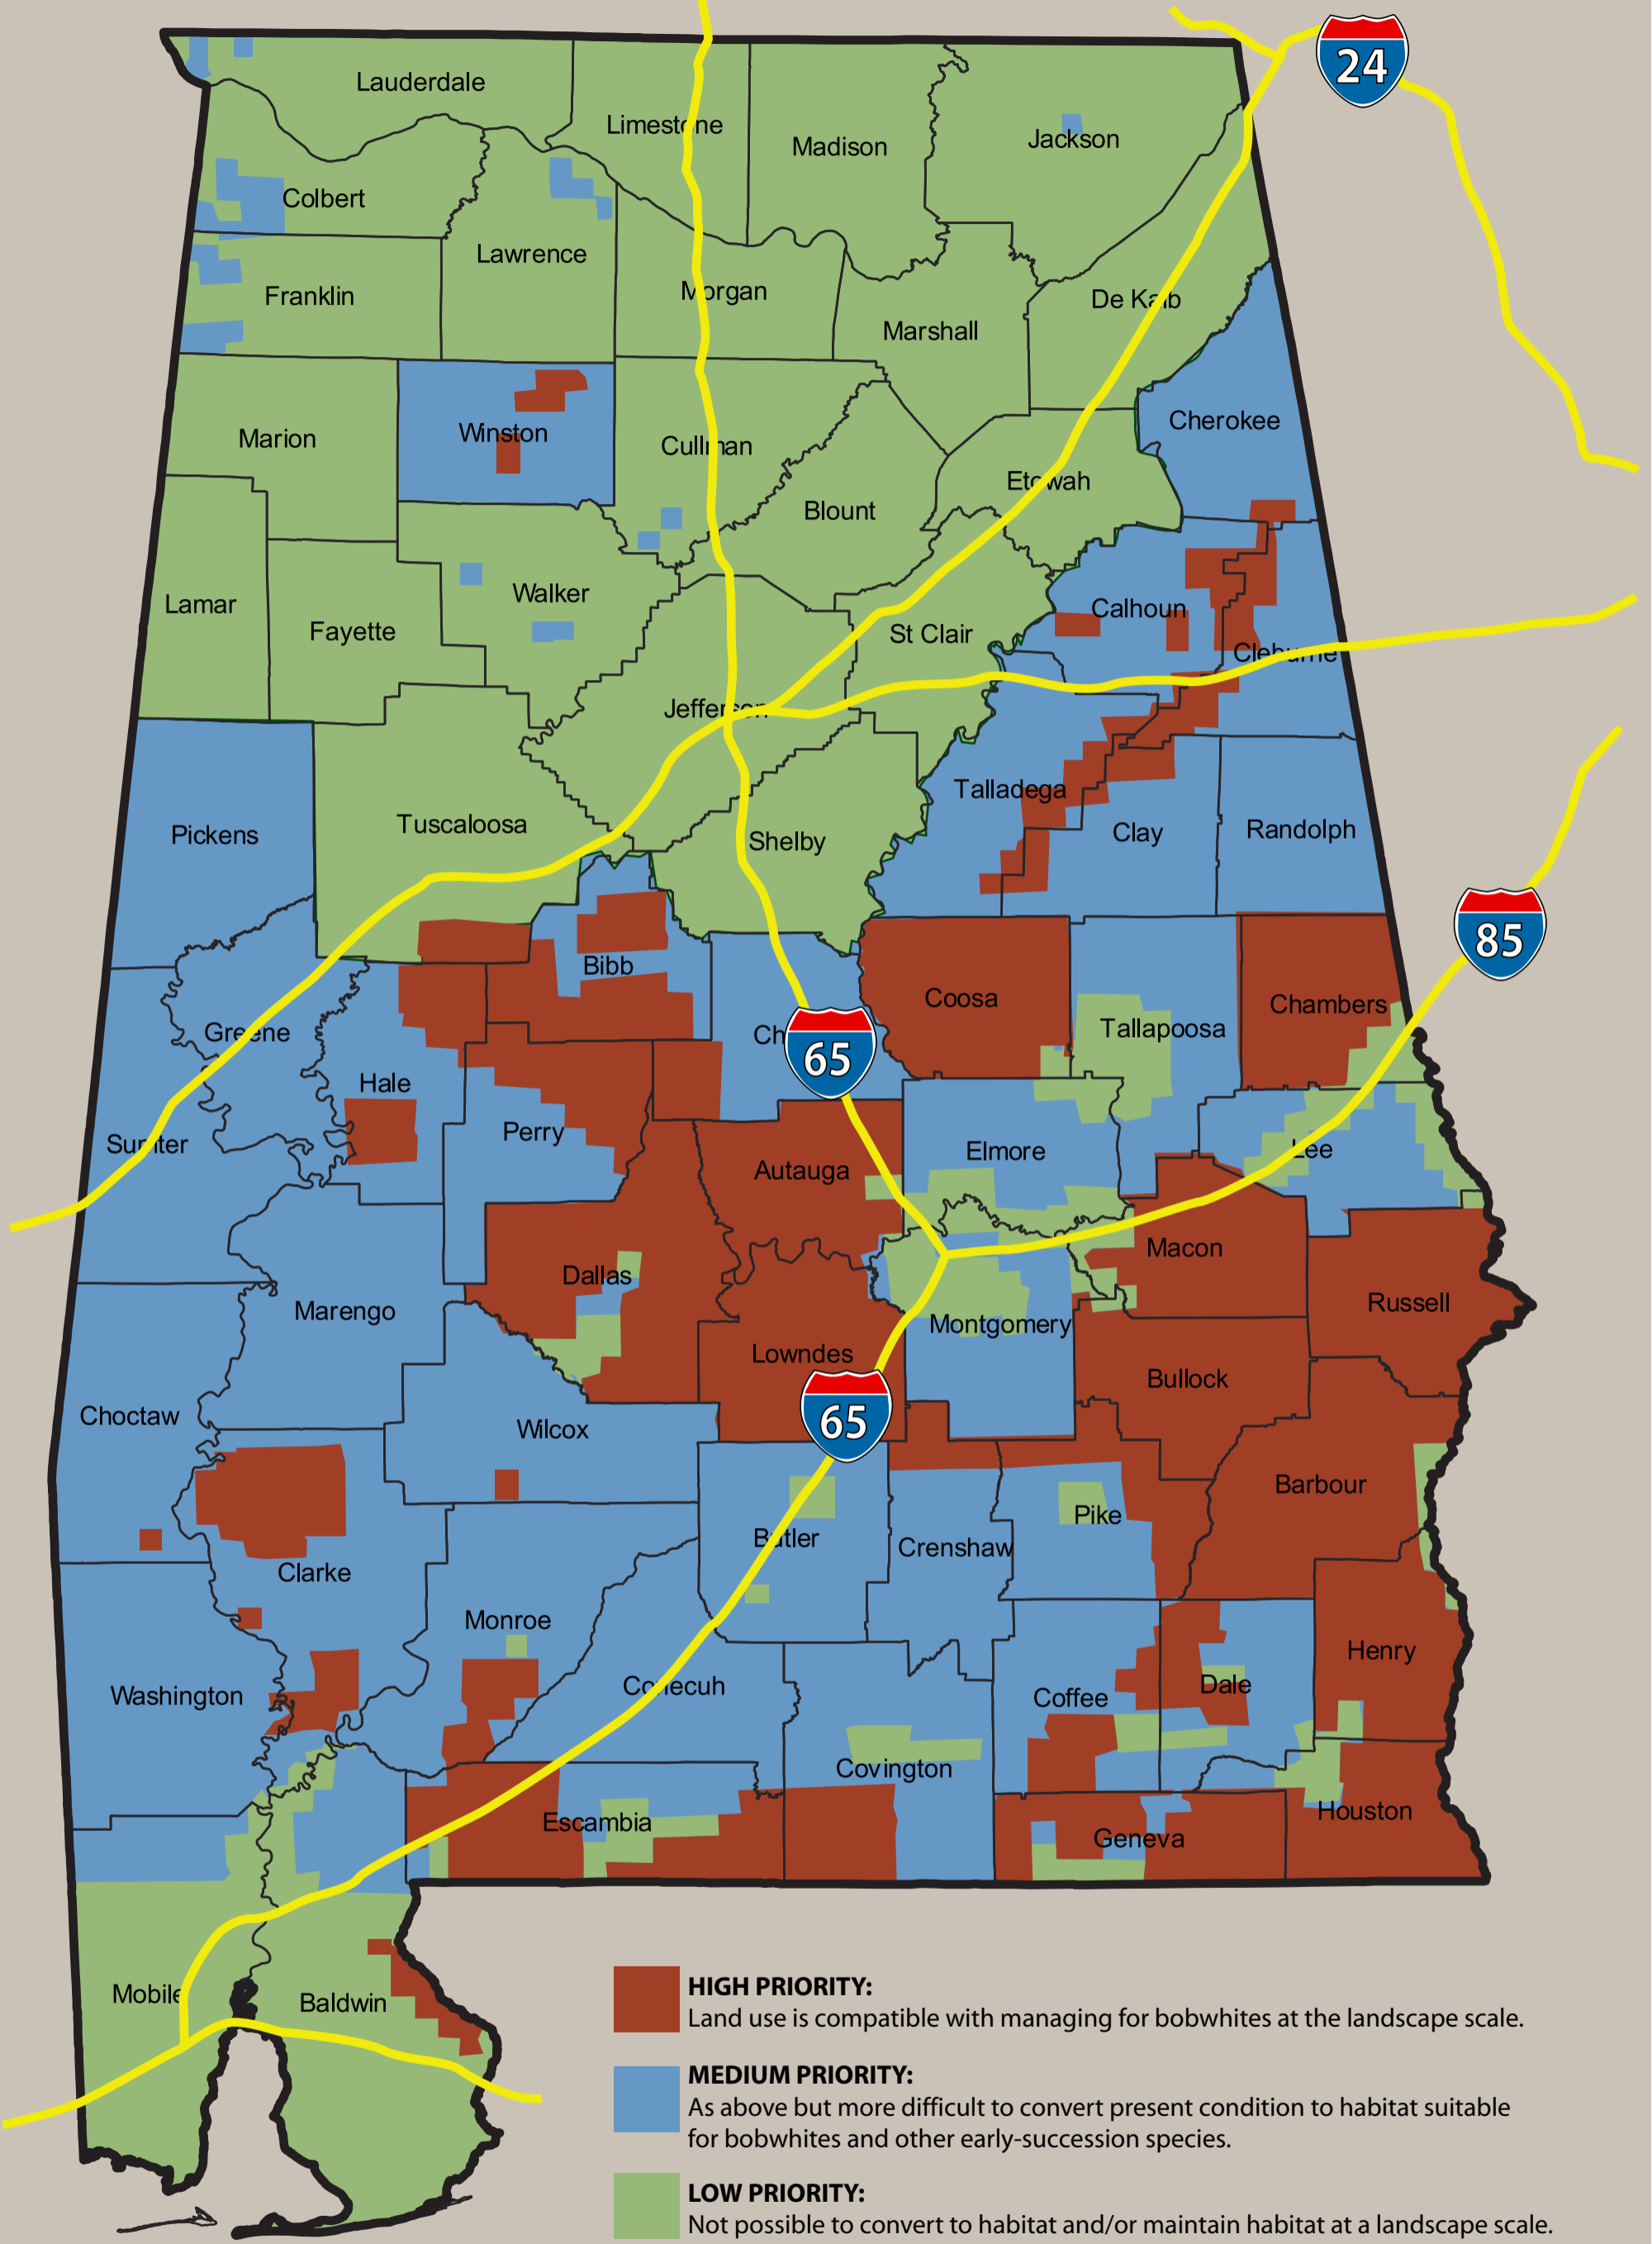 24
Lauderdale
Limestone
Madison
Jackson
Colbert
Lawrence
Franklin
Morgan
De Kalb
Marshall
Cherokee
Marion
Winston
Cullman
Etowah
Blount
Lamar
Walker
Calhoun
Fayette
St Clair
Cleburne
Jefferson
Talladega
Pickens
Tuscaloosa
Shelby
Clay
Randolph
85
Bibb
Coosa
Chambers
Greene
Ch
65
Tallapoosa
Hale
Sumter
Perry
Elmore
Lee
Autauga
Macon
Dallas
Marengo
Montgomery
Russell
Lowndes
Bullock
Choctaw
Wilcox
65
Barbour
Pike
Butler
Crenshaw
Clarke
Monroe
Henry
Washington
Conecuh
Coffee
Dale
Covington
Escambia
Geneva
Houston
Mobile
Baldwin
HIGH PRIORITY:
Land use is compatible with managing for bobwhites at the landscape scale.
MEDIUM PRIORITY:
As above but more difficult to convert present condition to habitat suitable
for bobwhites and other early-succession species.
LOW PRIORITY:
Not possible to convert to habitat and/or maintain habitat at a landscape scale.